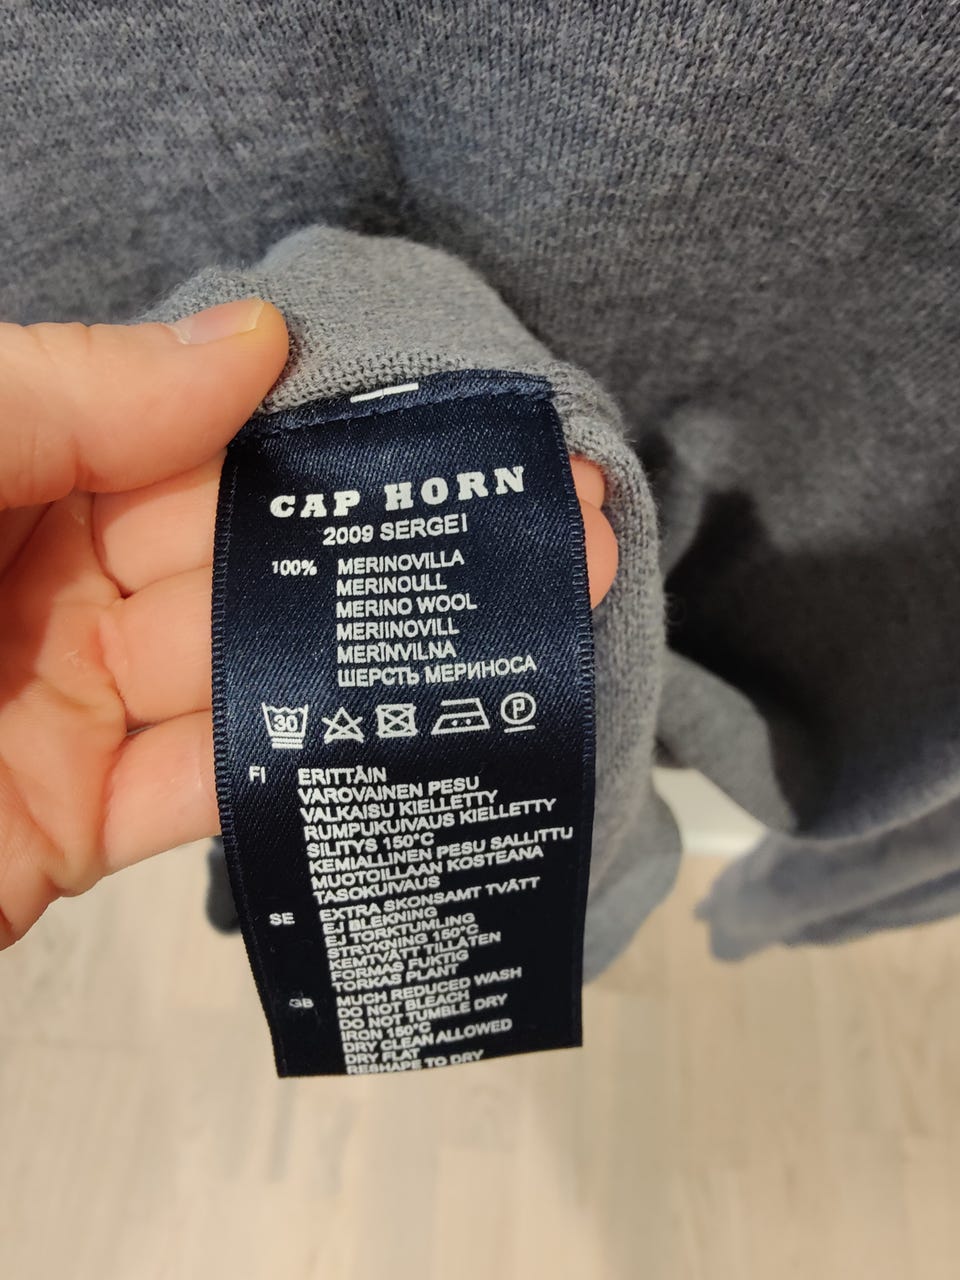 CAP HORN
2009 SERGEI
100% MERINOVILLA
MERINOULL
MERINO WOOL
MERIINOVILL
MERĪNVILNA
ШЕРСТЬ МЕРИНОСА
30 P
FI ERITTÄIN
VAROVAINEN PESU
VALKAISU KIELLETTY
RUMPUKUIVAUS KIELLETTY
SILITYS 150°C
KEMIALLINEN PESU SALLITTU
MUOTOILLAAN KOSTEANA
TASOKUIVAUS
SE EXTRA SKONSAMT TVÄTT
EJ BLEKNING
EJ TORKTUMLING
STRYKNING 150°C
KEMTVÄTT TILLÅTEN
FORMAS FUKTIG
TORKAS PLANT
GB MUCH REDUCED WASH
DO NOT BLEACH
DO NOT TUMBLE DRY
IRON 150°C
DRY CLEAN ALLOWED
DRY FLAT
RESHAPE TO DRY